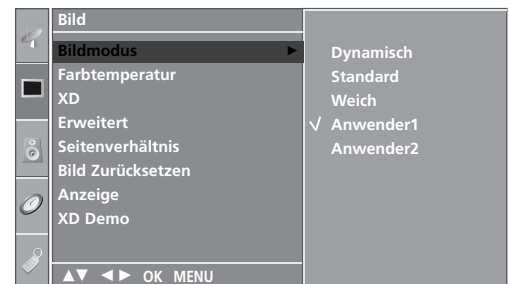 Bild
Bildmodus ►
Farbtemperatur
XD
Erweitert
Seitenverhältnis
Bild Zurücksetzen
Anzeige
XD Demo
▲▼ ◄► OK MENU
Dynamisch
Standard
Weich
√ Anwender1
Anwender2